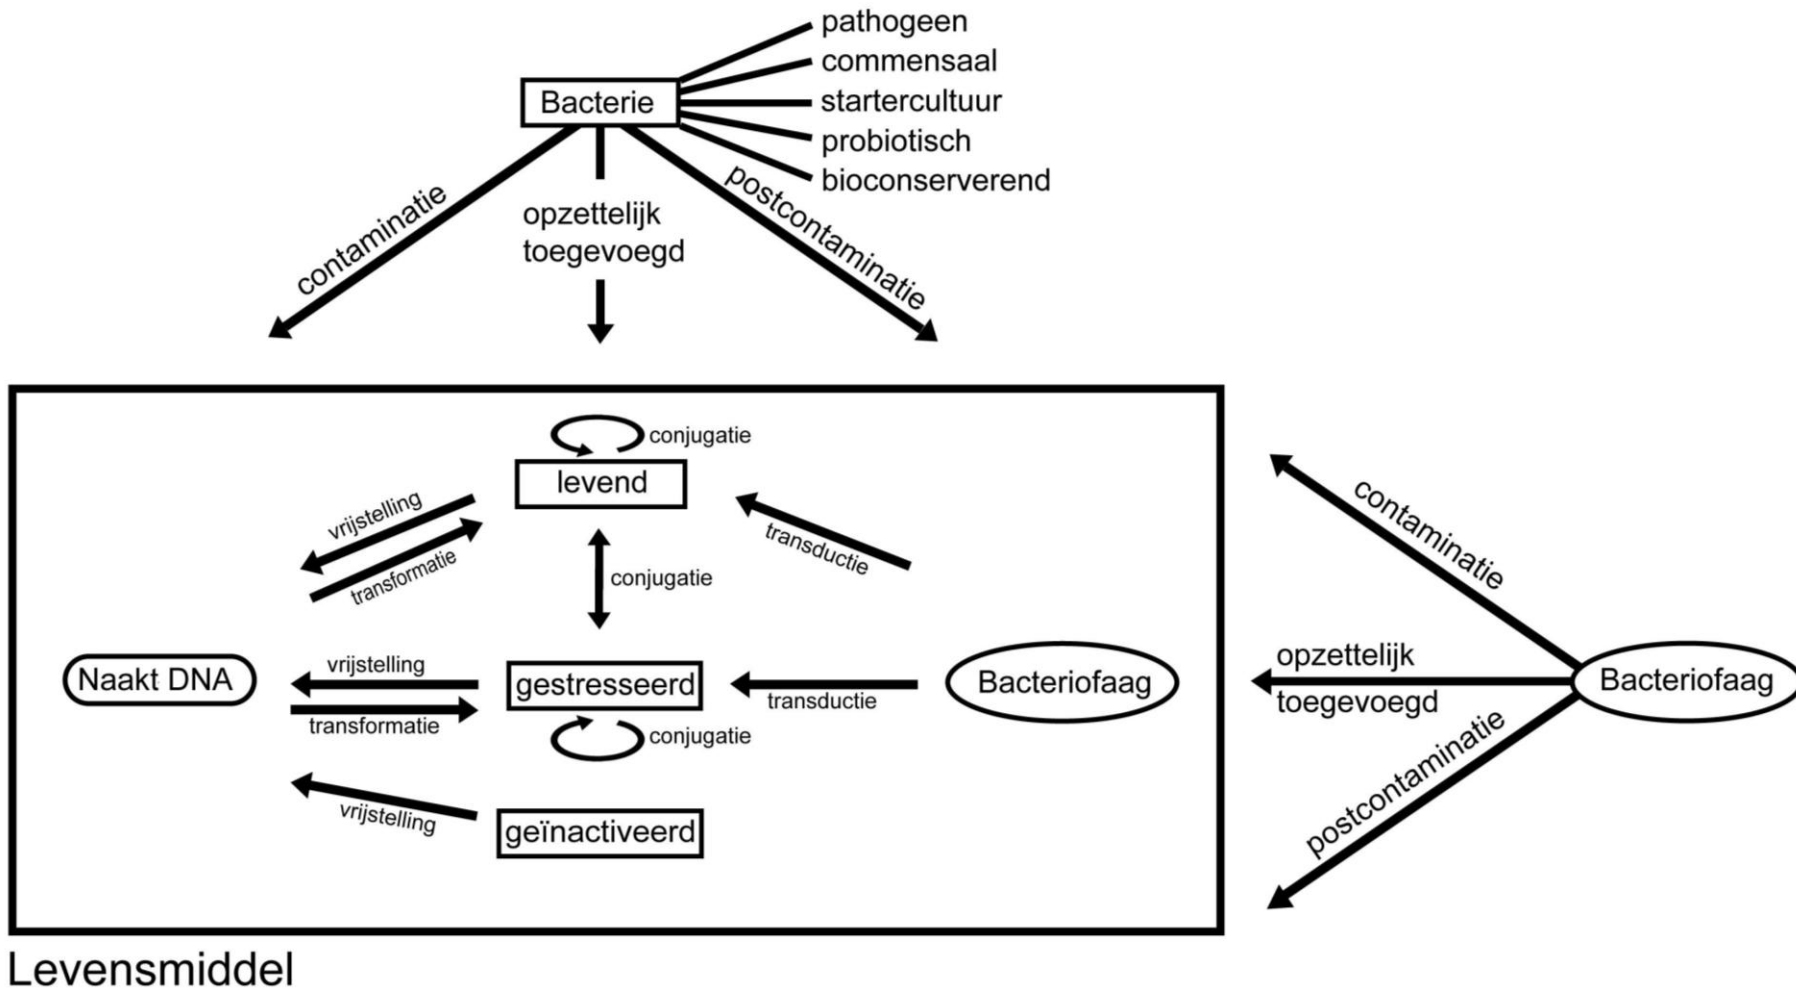 pathogeen
commensaal
Bacterie
startercultuur
probiotisch
bioconserverend
contaminatie
opzettelijk
toegevoegd
postcontaminatie
conjugatie
levend
vrijstelling
transformatie
transductie
conjugatie
contaminatie
Naakt DNA
vrijstelling
transformatie
gestresseerd
transductie
conjugatie
Bacteriofaag
opzettelijk
toegevoegd
Bacteriofaag
postcontaminatie
vrijstelling
geïnactiveerd
Levensmiddel